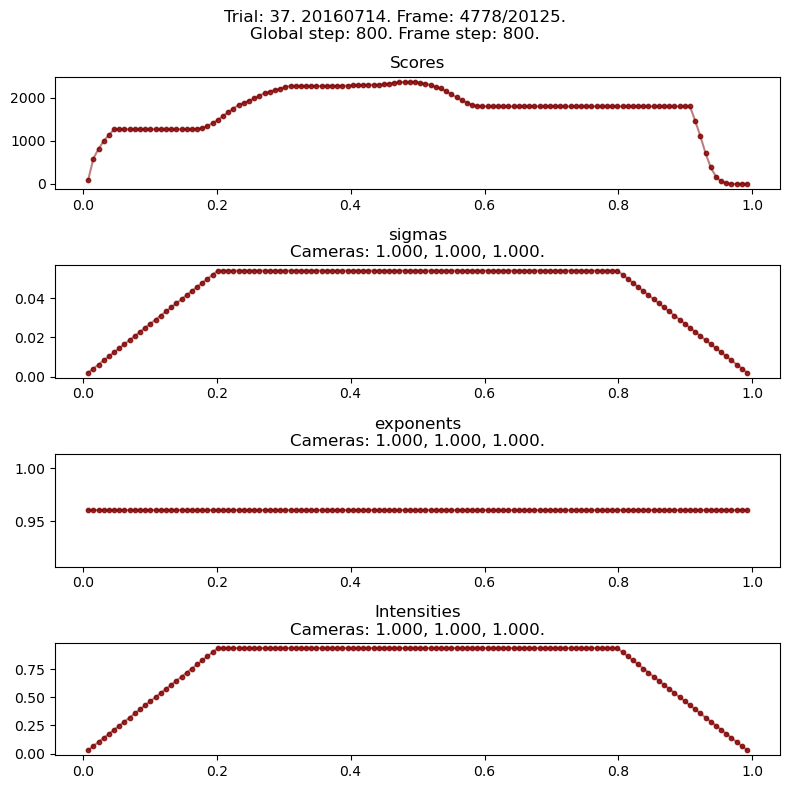 Trial: 37. 20160714. Frame: 4778/20125.
Global step: 800. Frame step: 800.
Scores
2000
1000
0
0.0 0.2 0.4 0.6 0.8 1.0
sigmas
Cameras: 1.000, 1.000, 1.000.
0.04
0.02
0.00
0.0 0.2 0.4 0.6 0.8 1.0
exponents
Cameras: 1.000, 1.000, 1.000.
1.00
0.95
0.0 0.2 0.4 0.6 0.8 1.0
Intensities
Cameras: 1.000, 1.000, 1.000.
0.75
0.50
0.25
0.00
0.0 0.2 0.4 0.6 0.8 1.0